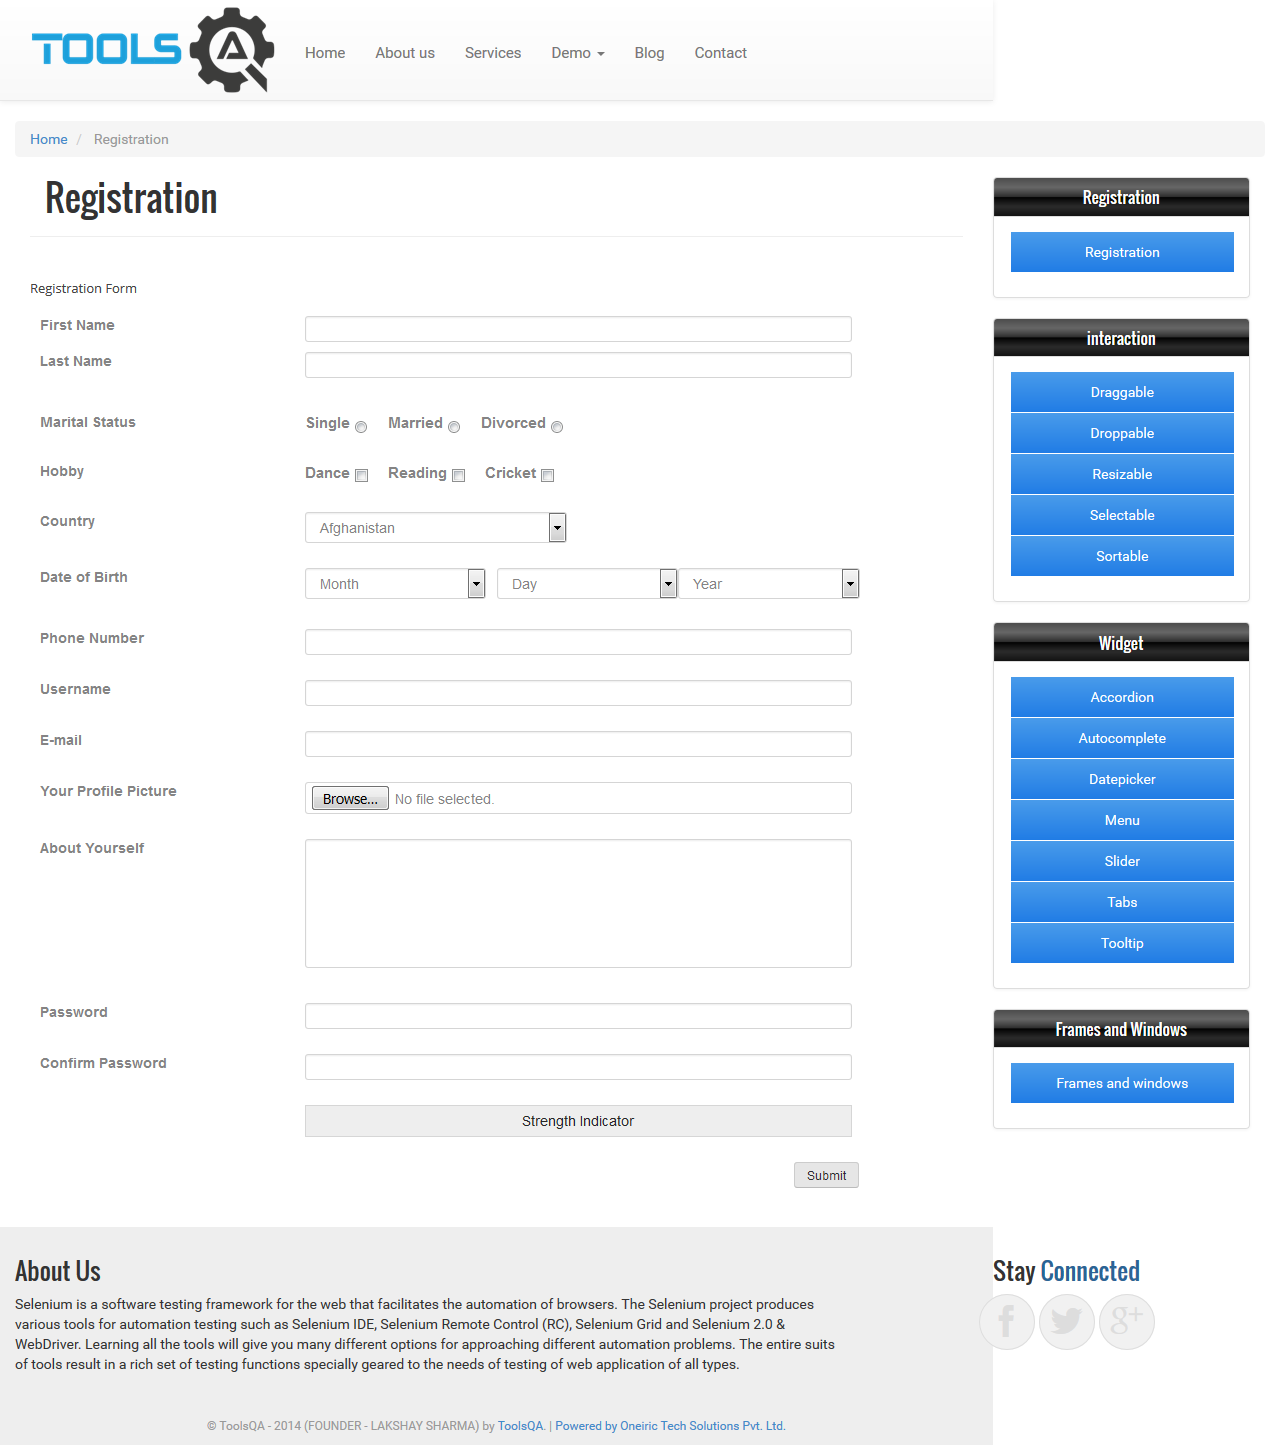 TOOLS QA
Home About us Services Demo Blog Contact
Home / Registration
Registration
Registration Form
First Name
Last Name
Marital Status Single Married Divorced
Hobby Dance Reading Cricket
Country Afghanistan
Date of Birth Month Day Year
Phone Number
Username
E-mail
Your Profile Picture Browse... No file selected.
About Yourself
Password
Confirm Password
Strength Indicator
Submit
Registration
Registration
interaction
Draggable
Droppable
Resizable
Selectable
Sortable
Widget
Accordion
Autocomplete
Datepicker
Menu
Slider
Tabs
Tooltip
Frames and Windows
Frames and windows
About Us
Selenium is a software testing framework for the web that facilitates the automation of browsers. The Selenium project produces
various tools for automation testing such as Selenium IDE, Selenium Remote Control (RC), Selenium Grid and Selenium 2.0 &
WebDriver. Learning all the tools will give you many different options for approaching different automation problems. The entire suits
of tools result in a rich set of testing functions specially geared to the needs of testing of web application of all types.
Stay Connected
f g+
© ToolsQA - 2014 (FOUNDER - LAKSHAY SHARMA) by ToolsQA. | Powered by Oneiric Tech Solutions Pvt. Ltd.